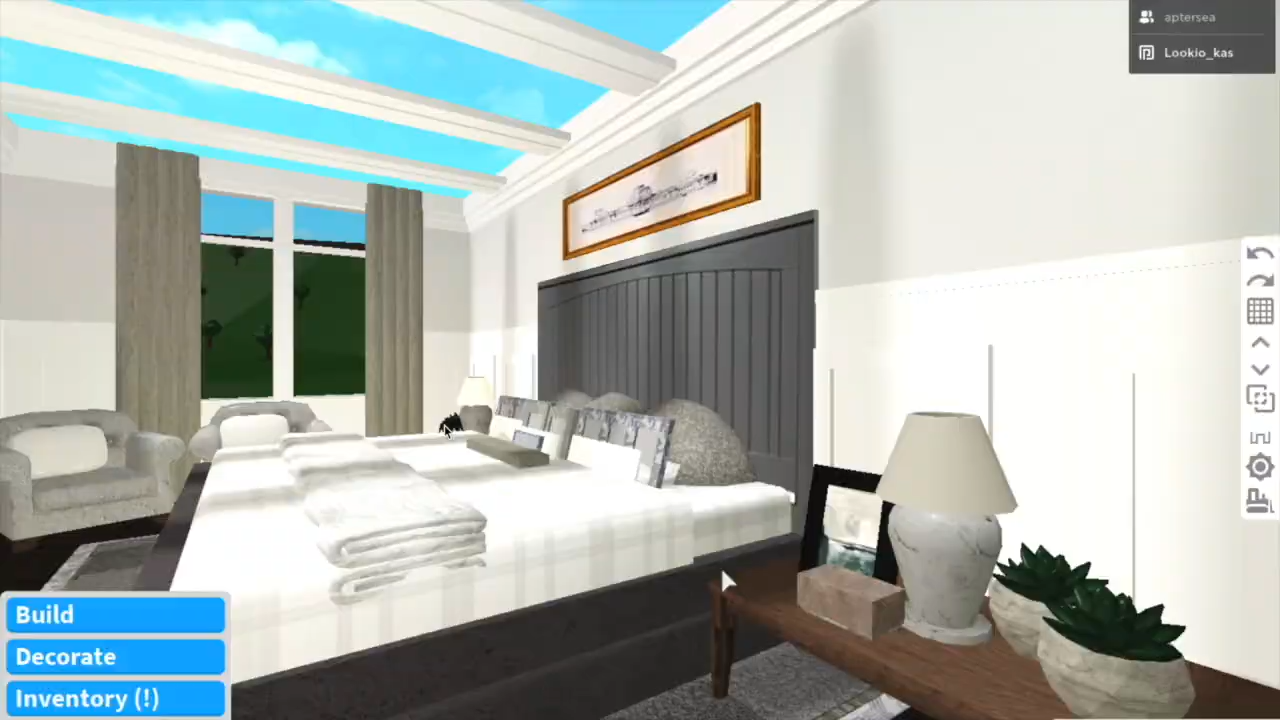 aptersea
Lookio_kas
Build
Decorate
Inventory (!)